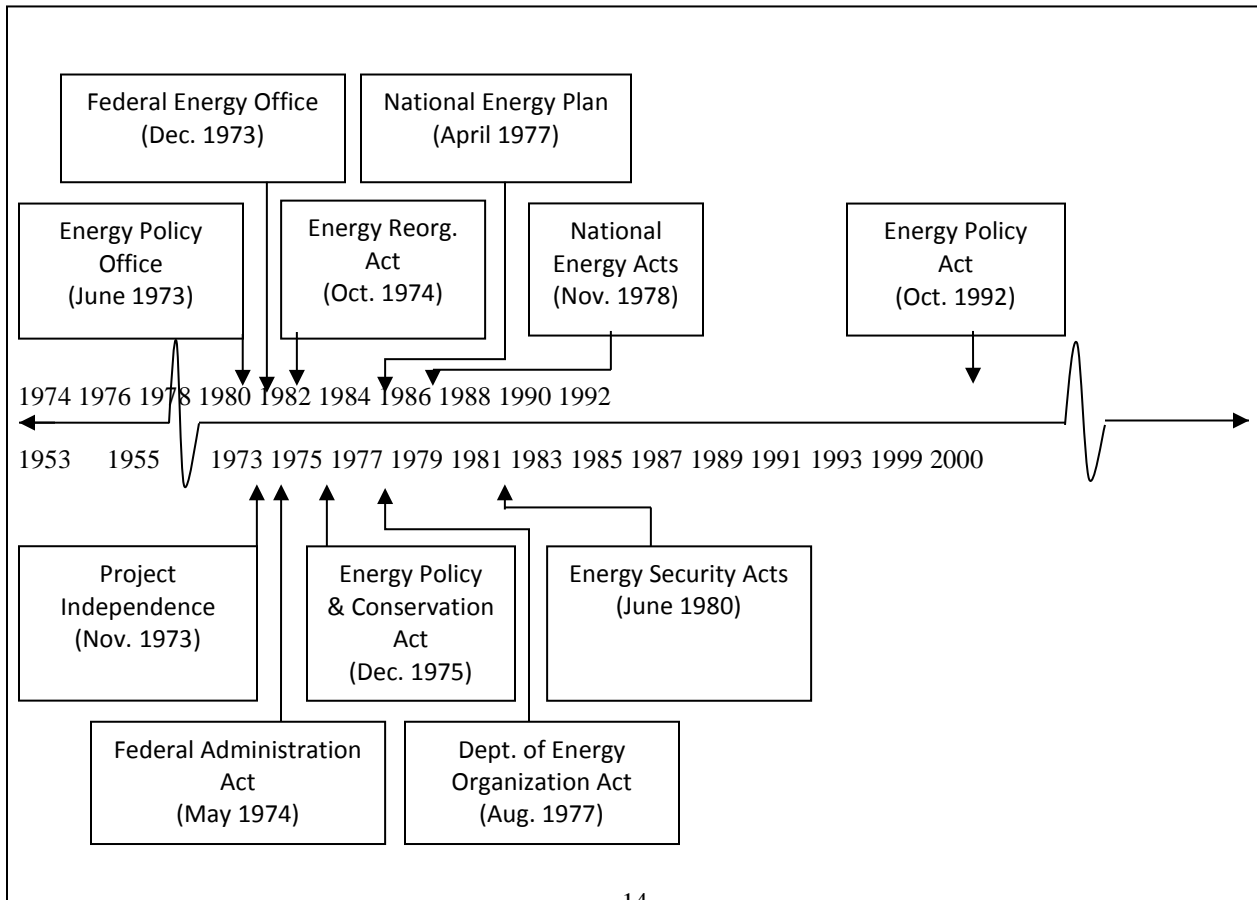 Federal Energy Office
(Dec. 1973)
National Energy Plan
(April 1977)
Energy Policy
Office
(June 1973)
Energy Reorg.
Act
(Oct. 1974)
National
Energy Acts
(Nov. 1978)
Energy Policy
Act
(Oct. 1992)
1974 1976 1978 1980 1982 1984 1986 1988 1990 1992
1953 1955 1973 1975 1977 1979 1981 1983 1985 1987 1989 1991 1993 1999 2000
Project
Independence
(Nov. 1973)
Energy Policy
& Conservation
Act
(Dec. 1975)
Energy Security Acts
(June 1980)
Federal Administration
Act
(May 1974)
Dept. of Energy
Organization Act
(Aug. 1977)
14